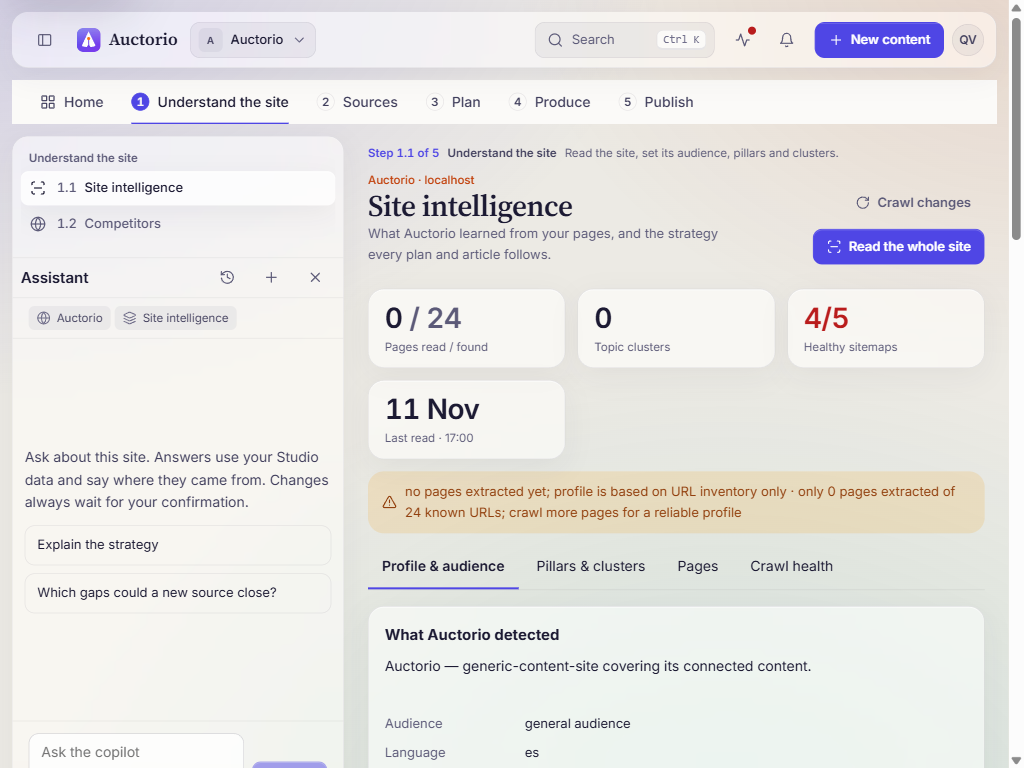 Auctorio
A
Auctorio
Search
Ctrl K
New content
QV
Home
1 Understand the site
2 Sources
3 Plan
4 Produce
5 Publish
Understand the site
1.1 Site intelligence
1.2 Competitors
Assistant
Auctorio
Site intelligence
Ask about this site. Answers use your Studio
data and say where they came from. Changes
always wait for your confirmation.
Explain the strategy
Which gaps could a new source close?
Ask the copilot
Step 1.1 of 5 Understand the site Read the site, set its audience, pillars and clusters.
Auctorio · localhost
Site intelligence
What Auctorio learned from your pages, and the strategy
every plan and article follows.
Crawl changes
Read the whole site
0 / 24
Pages read / found
0
Topic clusters
4/5
Healthy sitemaps
11 Nov
Last read · 17:00
no pages extracted yet; profile is based on URL inventory only · only 0 pages extracted of
24 known URLs; crawl more pages for a reliable profile
Profile & audience
Pillars & clusters
Pages
Crawl health
What Auctorio detected
Auctorio — generic-content-site covering its connected content.
Audience general audience
Language es